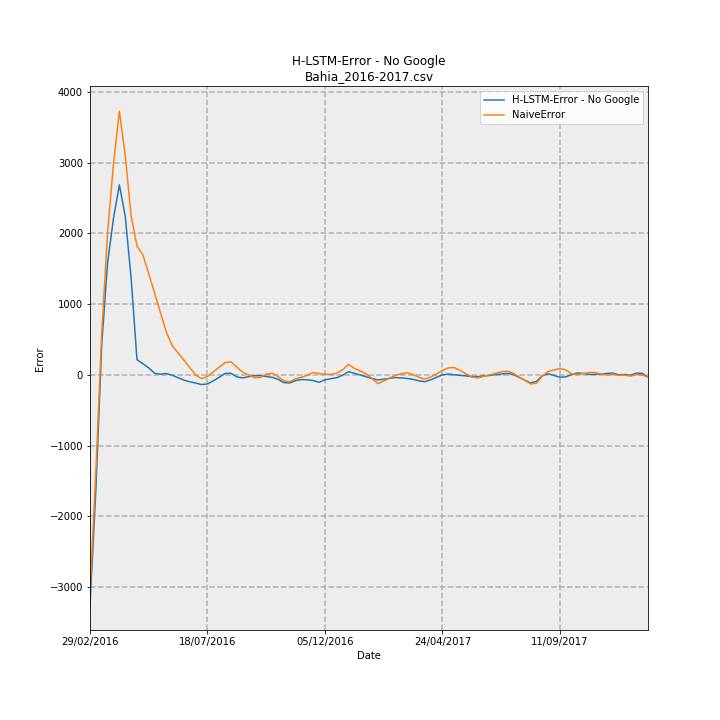 H-LSTM-Error - No Google
Bahia_2016-2017.csv
H-LSTM-Error - No Google
NaiveError
4000
3000
2000
1000
0
−1000
−2000
−3000
Error
29/02/2016 18/07/2016 05/12/2016 24/04/2017 11/09/2017
Date